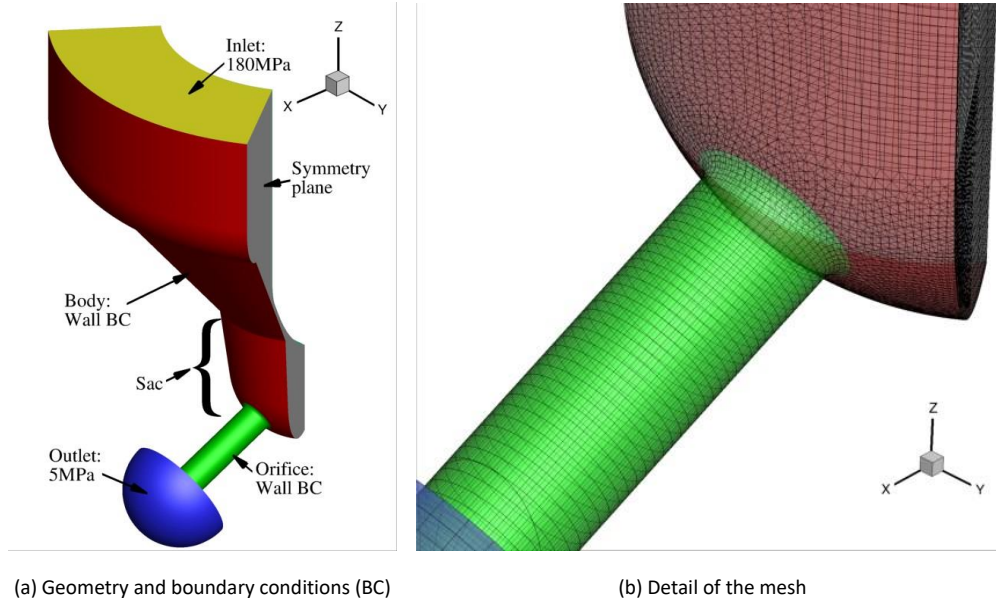 Inlet:
180MPa
Z
X
Y
Symmetry
plane
Body:
Wall BC
Sac
Outlet:
5MPa
Orifice:
Wall BC
Z
X
Y
(a) Geometry and boundary conditions (BC)
(b) Detail of the mesh